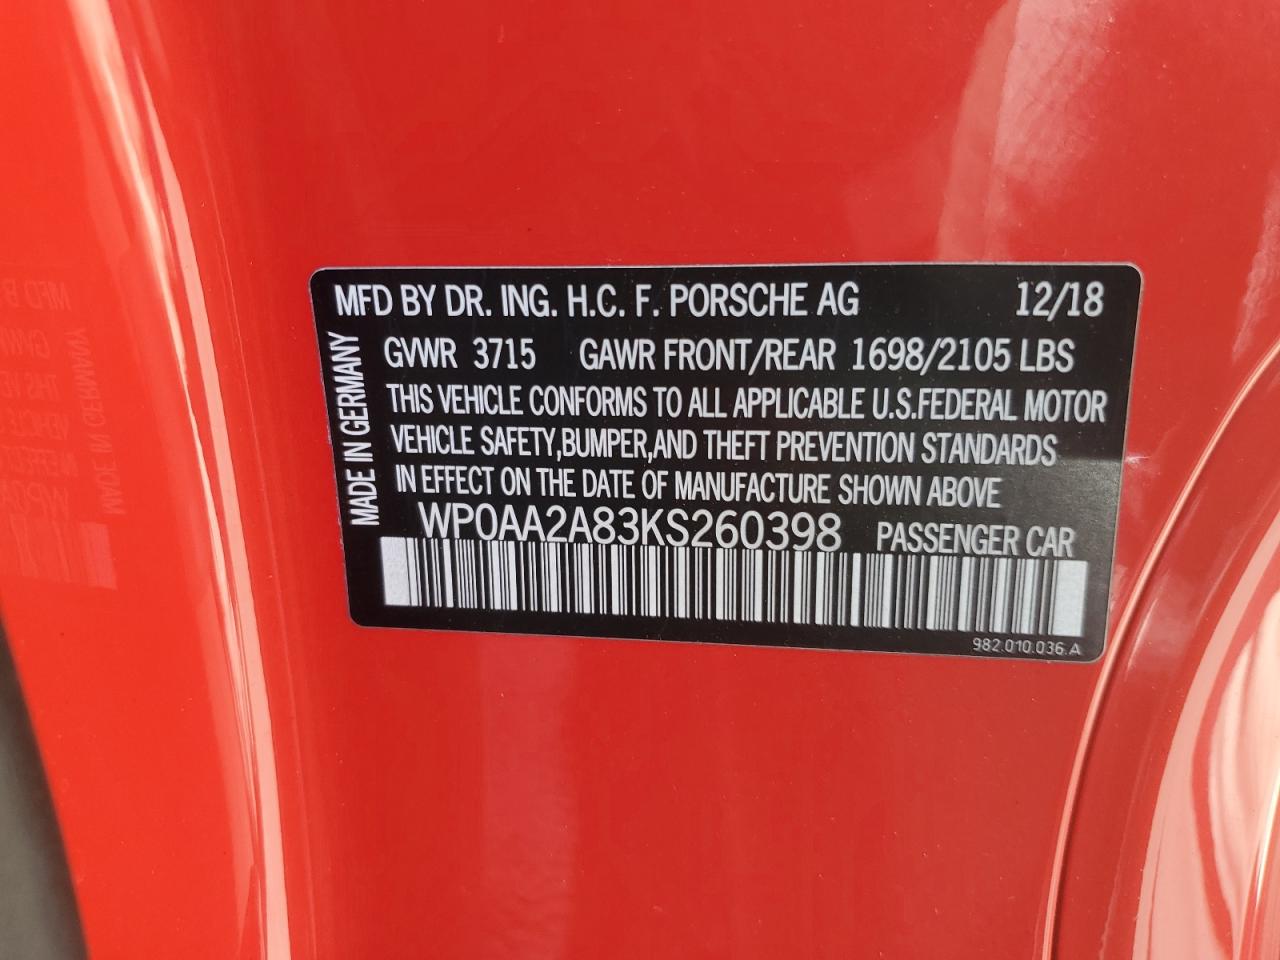 MFD BY DR. ING. H.C. F. PORSCHE AG 12/18
MADE IN GERMANY
GVWR 3715 GAWR FRONT/REAR 1698/2105 LBS
THIS VEHICLE CONFORMS TO ALL APPLICABLE U.S.FEDERAL MOTOR
VEHICLE SAFETY,BUMPER,AND THEFT PREVENTION STANDARDS
IN EFFECT ON THE DATE OF MANUFACTURE SHOWN ABOVE
WP0AA2A83KS260398 PASSENGER CAR
982.010.036.A